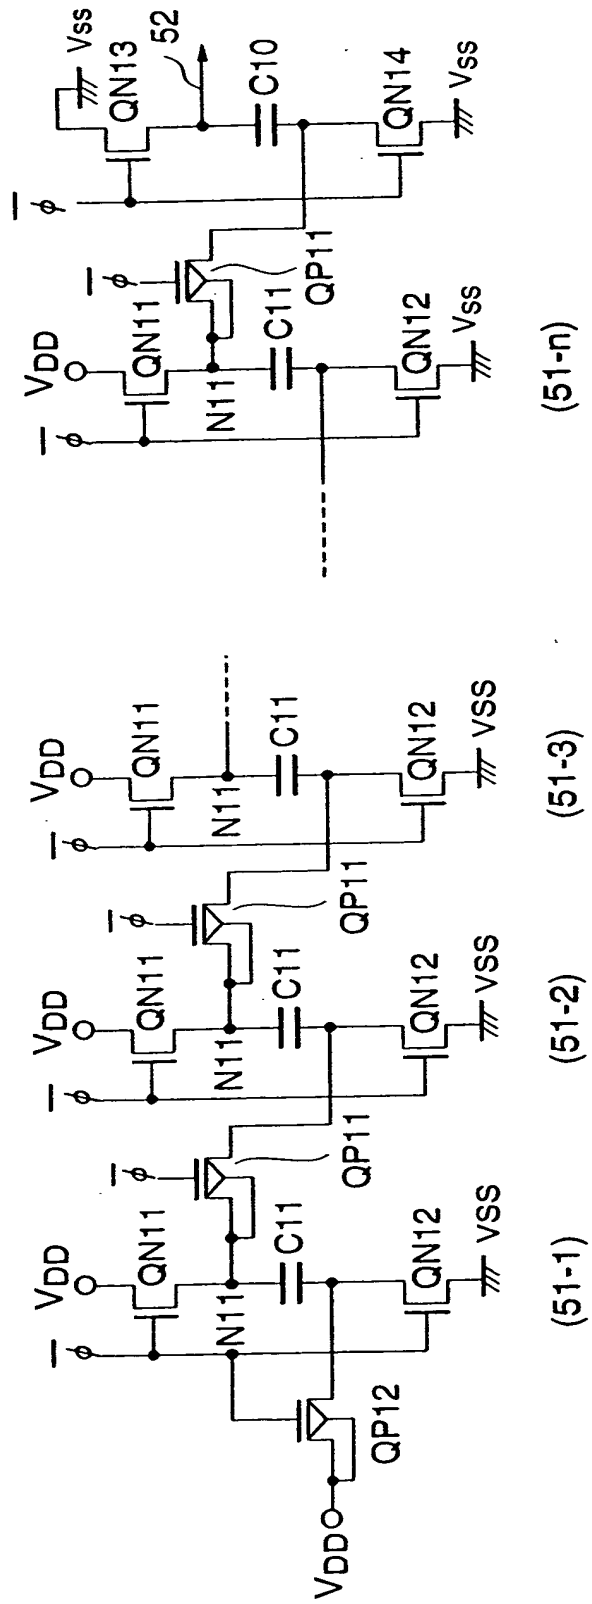 VDD
QP12
φ
VDD
QN11
N11
C11
QN12
VSS
(51-1)
φ
QP11
φ
VDD
QN11
N11
C11
QN12
VSS
(51-2)
φ
QP11
φ
VDD
QN11
N11
C11
QN12
VSS
(51-3)
φ
VDD
QN11
N11
C11
QN12
VSS
(51-n)
φ
QP11
φ
VSS
QN13
52
C10
QN14
VSS